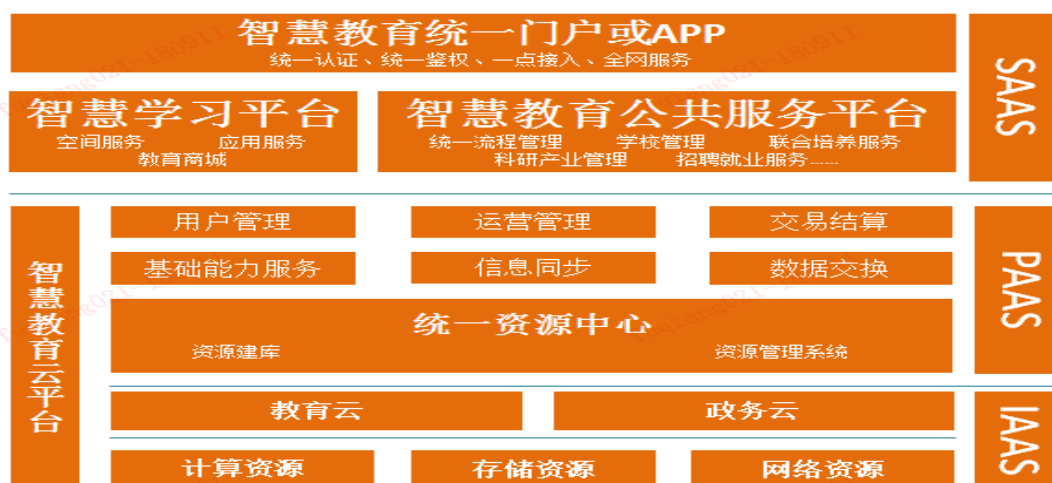 智慧教育统一门户或APP
统一认证、统一鉴权、一点接入、全网服务
SAAS
智慧学习平台
空间服务 应用服务
教育商城
智慧教育公共服务平台
统一流程管理 学校管理 联合培养服务
科研产业管理 招聘就业服务......
智慧教育云平台
用户管理 运营管理 交易结算
基础能力服务 信息同步 数据交换
PAAS
统一资源中心
资源建库 资源管理系统
教育云 政务云
IAAS
计算资源 存储资源 网络资源